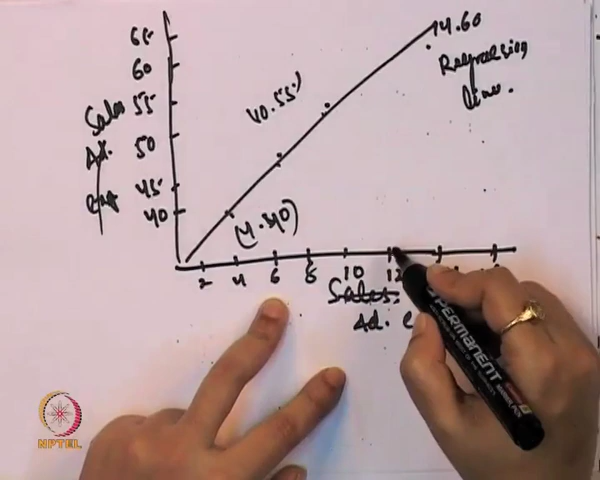 65
14.60
60
Regression
line.
10.55
Sales 55
Ad. 50
45
40
(4.40)
2 4 6 8 10 12
Sales.
Ad.
PERMANENT
NPTEL